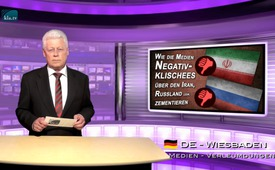 kla.tv
Wie die Medien
Negativ-
klischees
über den Iran,
Russland usw.
zementieren
DE - Wiesbaden
Medien - Verleumdungen